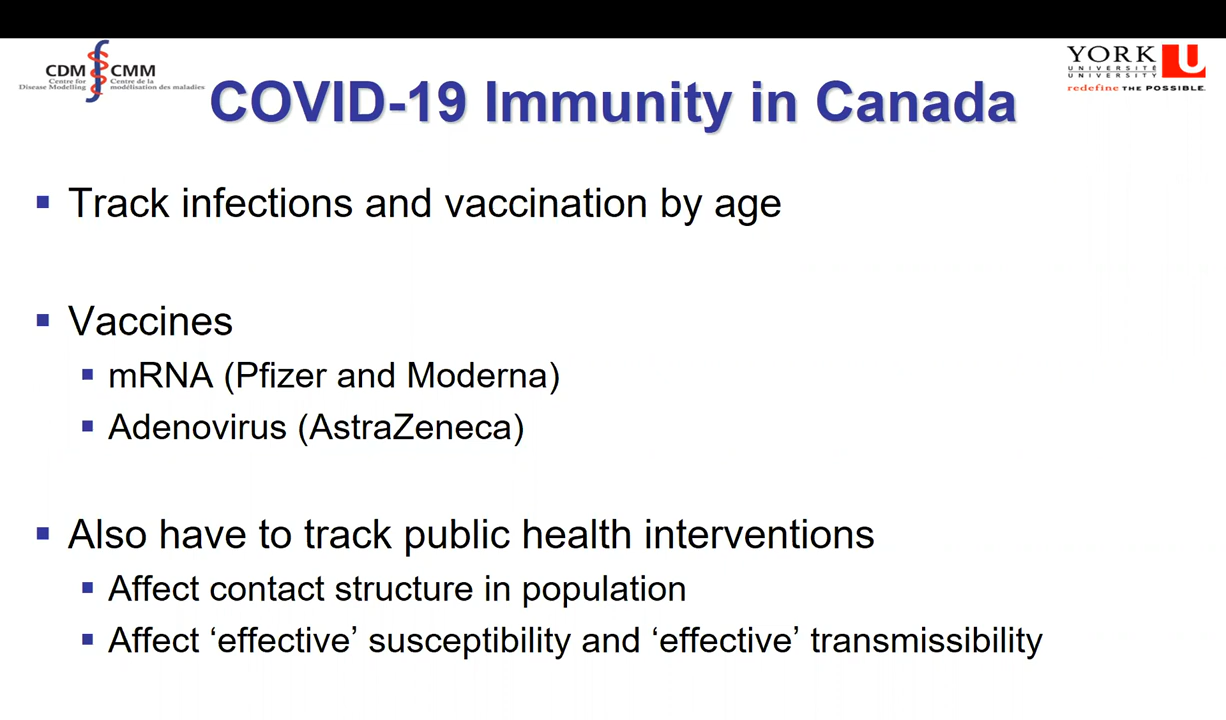 CDM CMM
Centre for Centre de la
Disease Modelling modélisation des maladies
YORK U
UNIVERSITÉ
UNIVERSITY
redefine THE POSSIBLE.
COVID-19 Immunity in Canada
Track infections and vaccination by age
Vaccines
mRNA (Pfizer and Moderna)
Adenovirus (AstraZeneca)
Also have to track public health interventions
Affect contact structure in population
Affect ‘effective’ susceptibility and ‘effective’ transmissibility